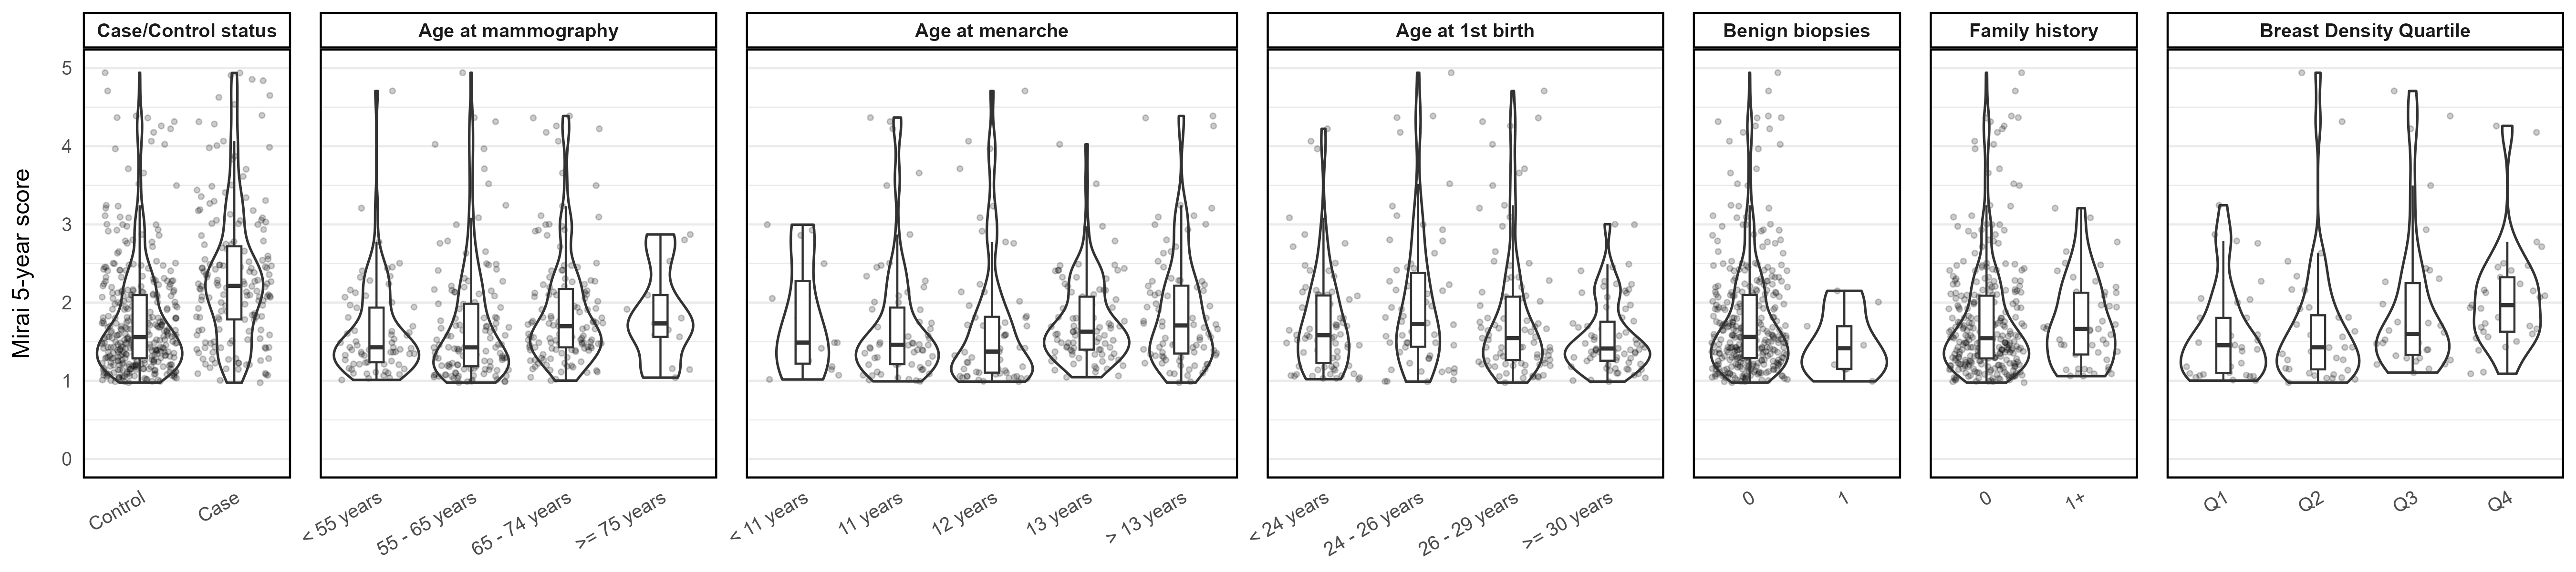 Case/Control status
Age at mammography
Age at menarche
Age at 1st birth
Benign biopsies
Family history
Breast Density Quartile
Mirai 5-year score
5
4
3
2
1
0
Control
Case
< 55 years
55 - 65 years
65 - 74 years
>= 75 years
< 11 years
11 years
12 years
13 years
> 13 years
< 24 years
24 - 26 years
26 - 29 years
>= 30 years
0
1
0
1+
Q1
Q2
Q3
Q4